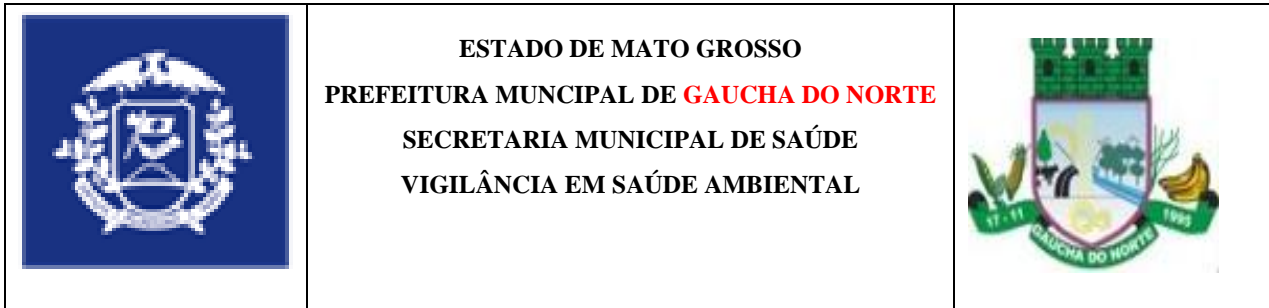 ESTADO DE MATO GROSSO
PREFEITURA MUNCIPAL DE GAUCHA DO NORTE
SECRETARIA MUNICIPAL DE SAÚDE
VIGILÂNCIA EM SAÚDE AMBIENTAL
17 - 11
1995
GAUCHA DO NORTE